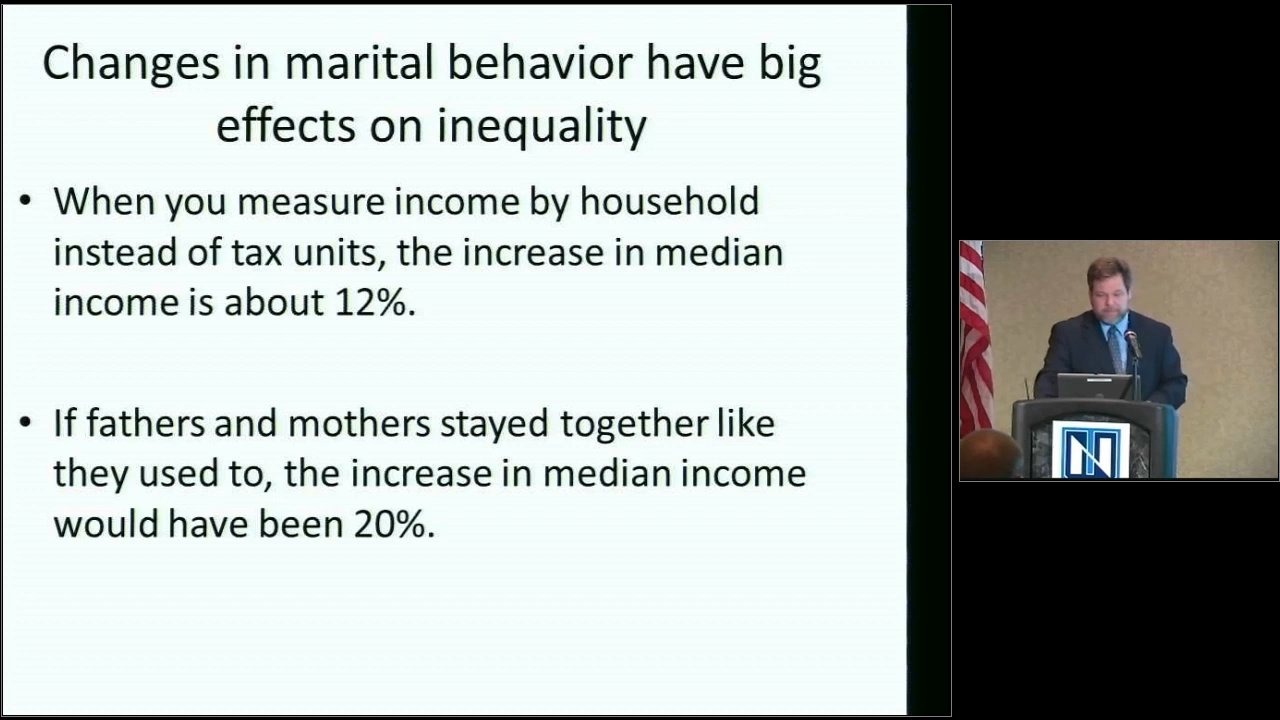 Changes in marital behavior have big
effects on inequality
• When you measure income by household
instead of tax units, the increase in median
income is about 12%.
• If fathers and mothers stayed together like
they used to, the increase in median income
would have been 20%.